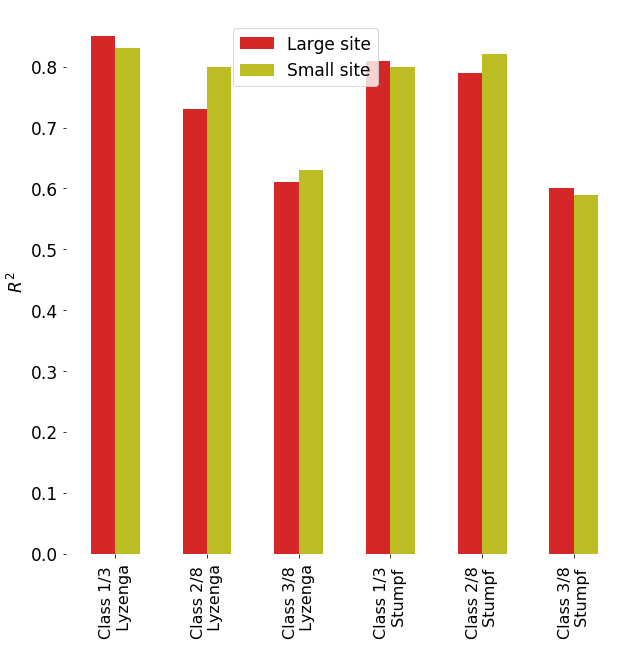 Large site
Small site
0.8
0.7
0.6
0.5
0.4
0.3
0.2
0.1
0.0
R²
Class 1/3
Lyzenga
Class 2/8
Lyzenga
Class 3/8
Lyzenga
Class 1/3
Stumpf
Class 2/8
Stumpf
Class 3/8
Stumpf